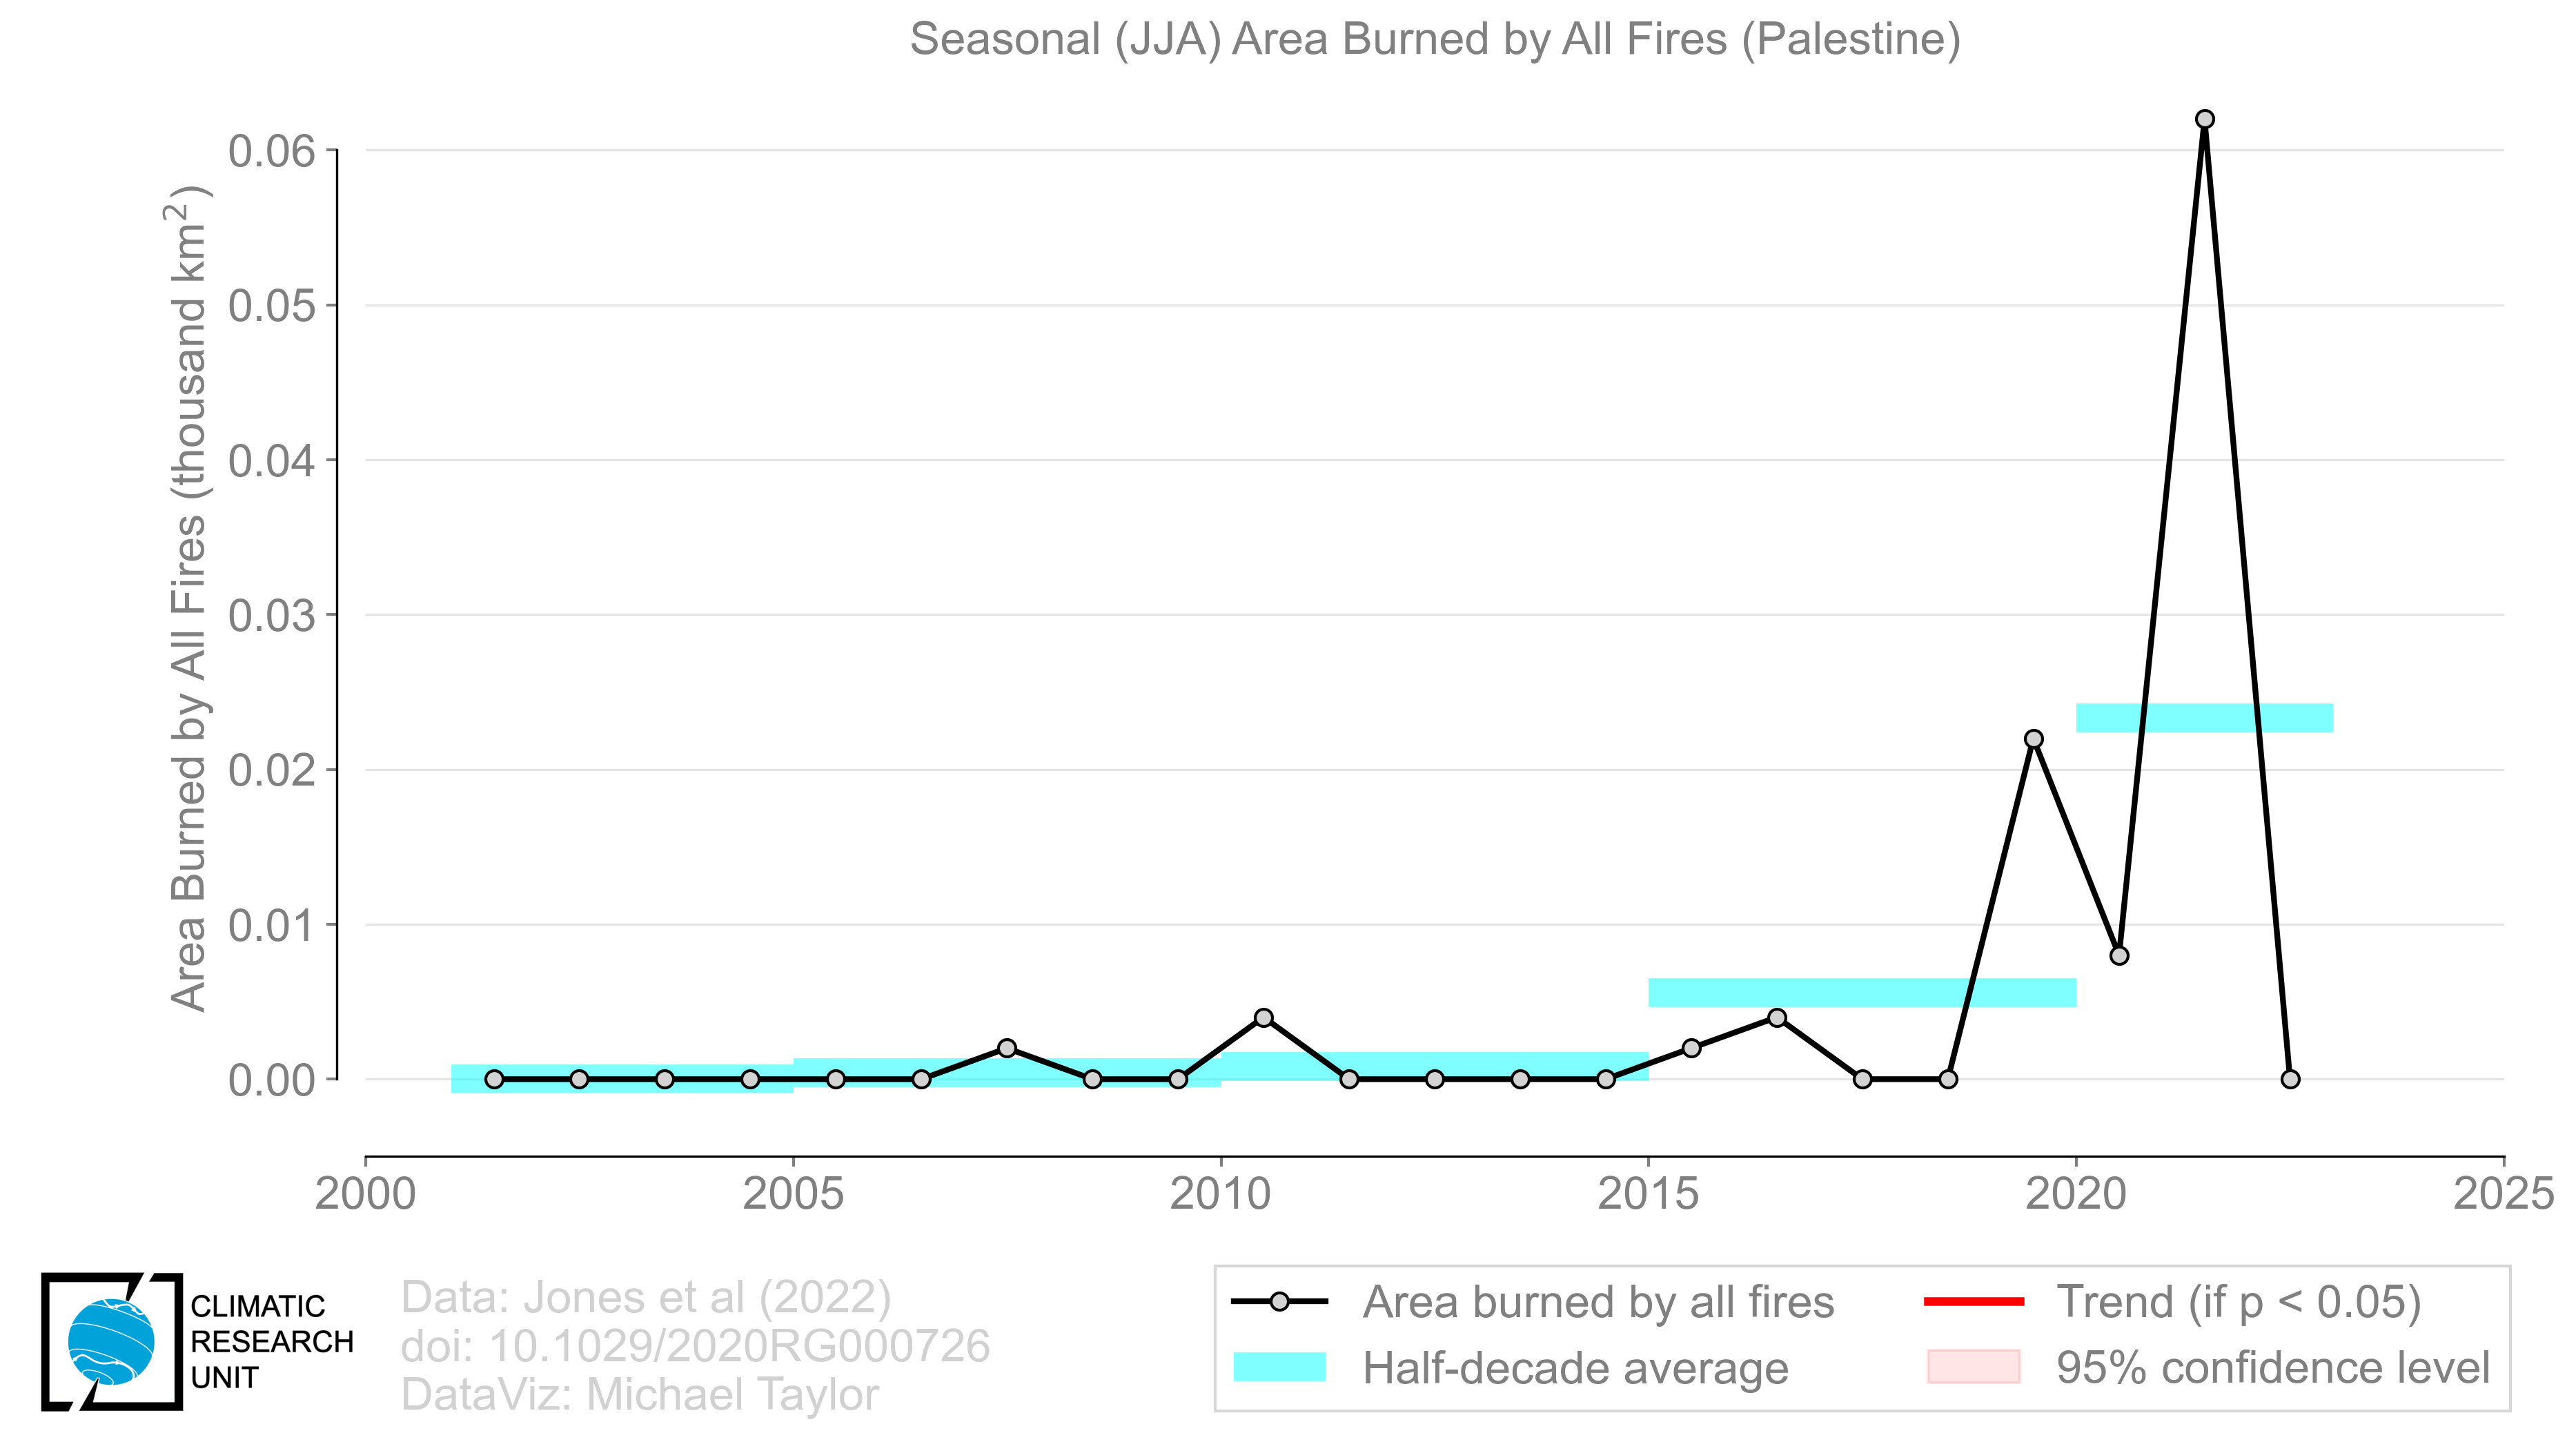 Seasonal (JJA) Area Burned by All Fires (Palestine)
Area Burned by All Fires (thousand km²)
0.06
0.05
0.04
0.03
0.02
0.01
0.00
2000 2005 2010 2015 2020 2025
CLIMATIC
RESEARCH
UNIT
Data: Jones et al (2022)
doi: 10.1029/2020RG000726
DataViz: Michael Taylor
Area burned by all fires
Half-decade average
Trend (if p < 0.05)
95% confidence level